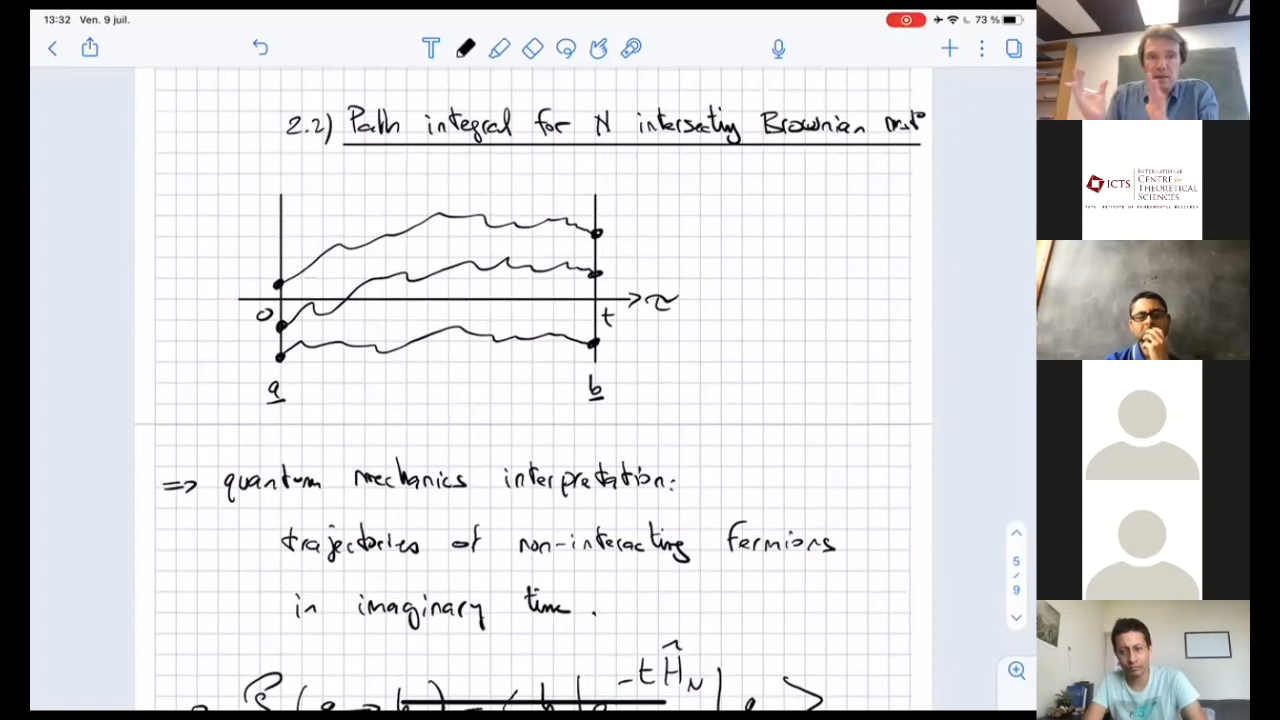 13:32 Ven. 9 juil.
73 %
2.2) Path integral for N intersecting Brownian
0
t
τ
a
b
=> quantum mechanics interpretation:
trajectories of non-interacting fermions
in imaginary time.
-tĤ_N
5
/
9
ICTS
INTERNATIONAL
CENTRE for
THEORETICAL
SCIENCES